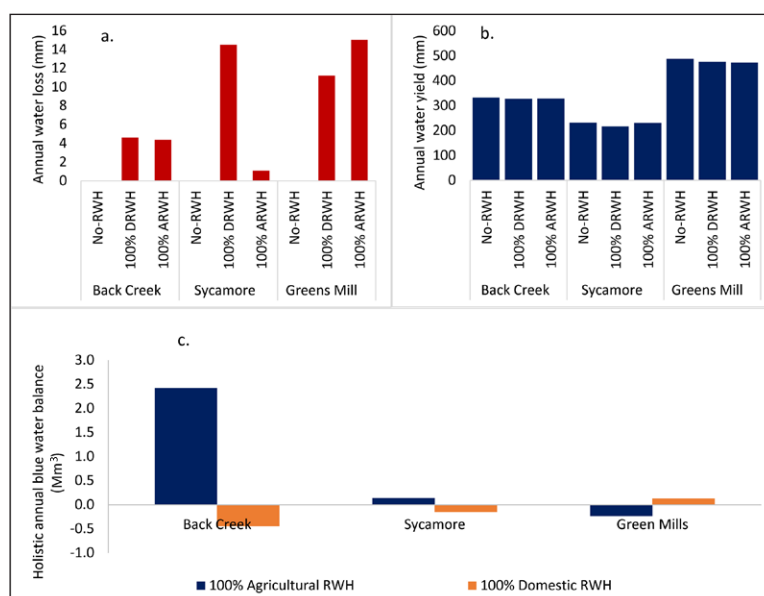 a.
Annual water loss (mm)
16
14
12
10
8
6
4
2
0
No-RWH
100% DRWH
100% ARWH
No-RWH
100% DRWH
100% ARWH
No-RWH
100% DRWH
100% ARWH
Back Creek
Sycamore
Greens Mill
b.
Annual water yield (mm)
600
500
400
300
200
100
0
No-RWH
100% DRWH
100% ARWH
No-RWH
100% DRWH
100% ARWH
No-RWH
100% DRWH
100% ARWH
Back Creek
Sycamore
Greens Mill
c.
Holistic annual blue water balance
(Mm³)
3.0
2.5
2.0
1.5
1.0
0.5
0.0
-0.5
-1.0
Back Creek
Sycamore
Green Mills
100% Agricultural RWH
100% Domestic RWH